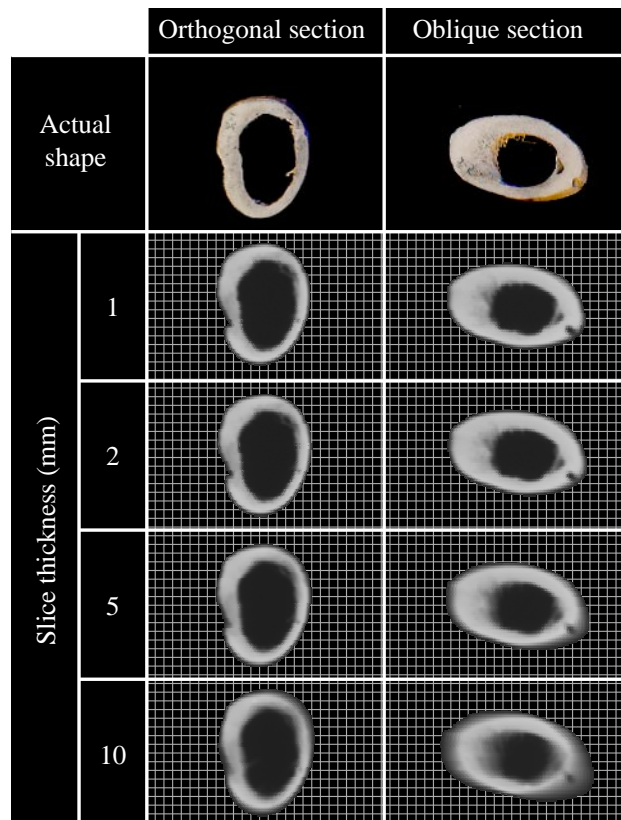 Orthogonal section
Oblique section
Actual
shape
Slice thickness (mm)
1
2
5
10